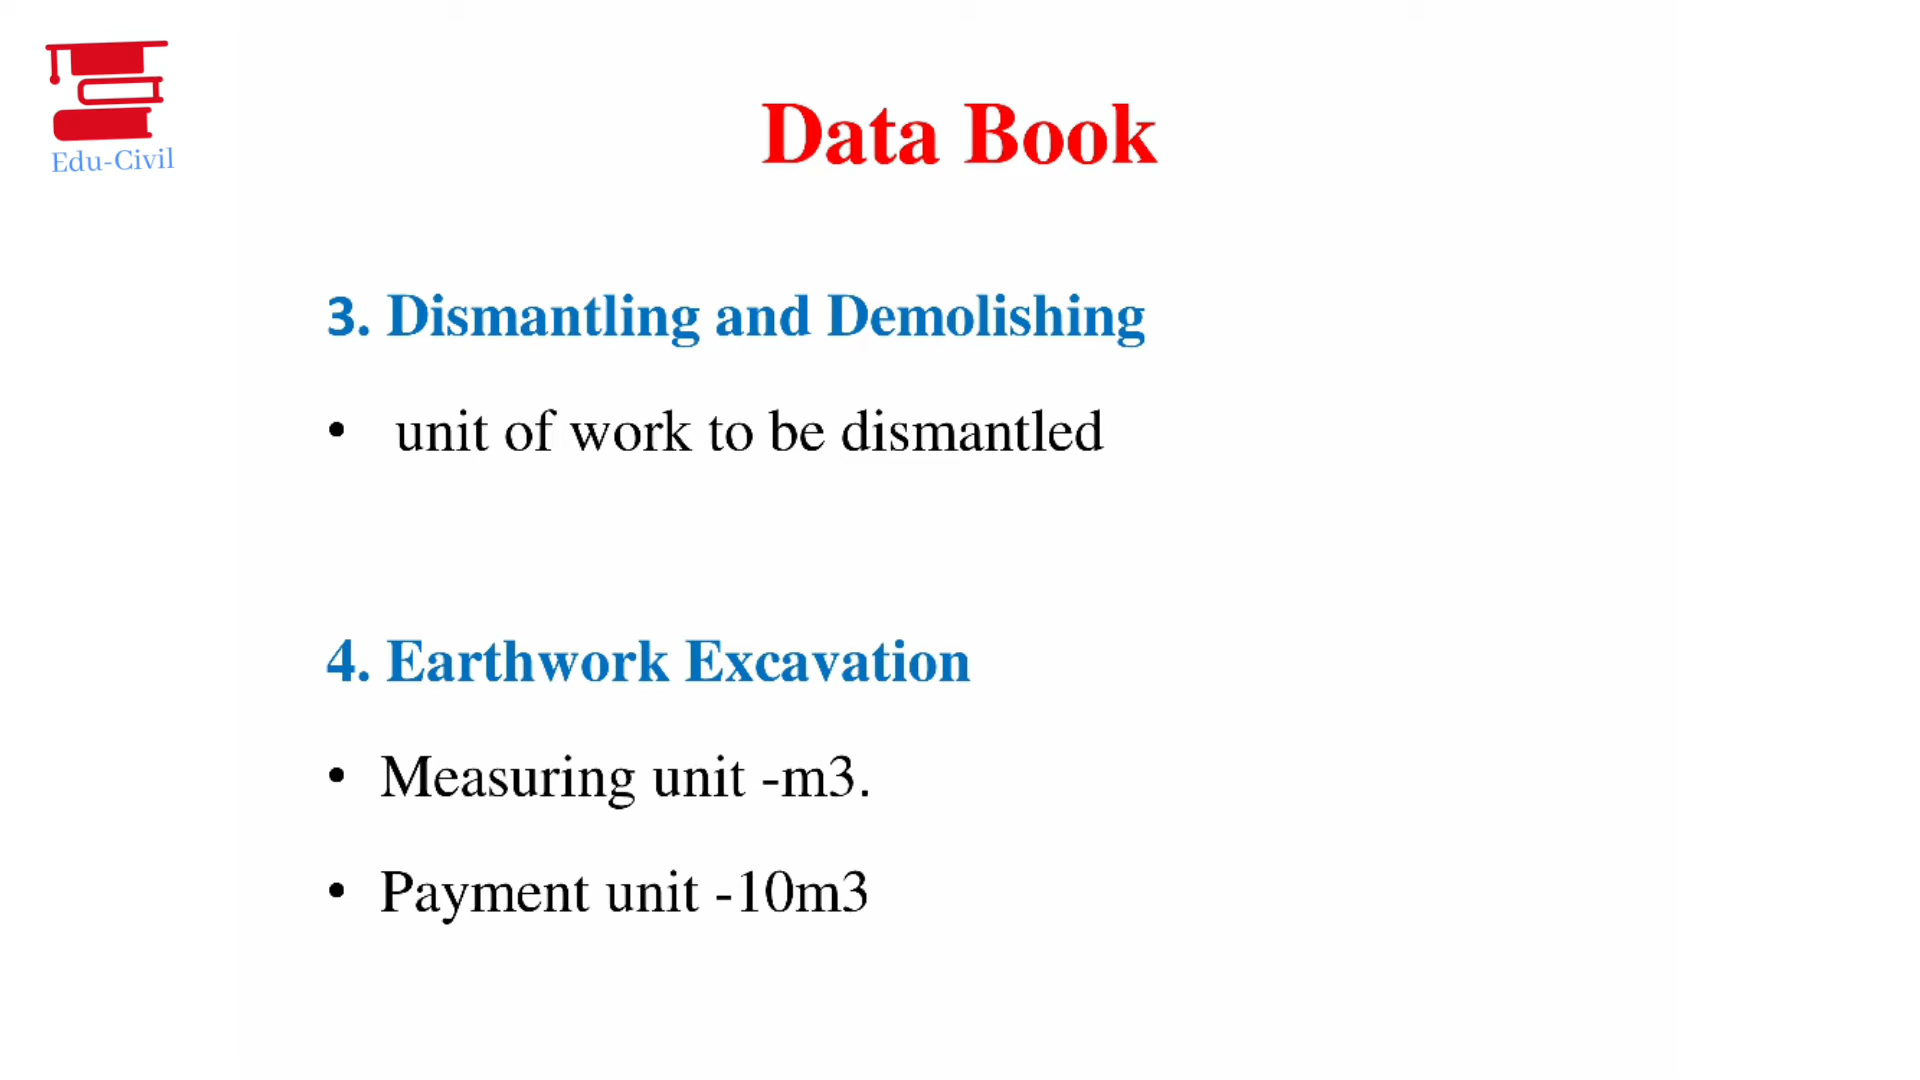 Edu-Civil
Data Book
3. Dismantling and Demolishing
• unit of work to be dismantled
4. Earthwork Excavation
• Measuring unit -m3.
• Payment unit -10m3